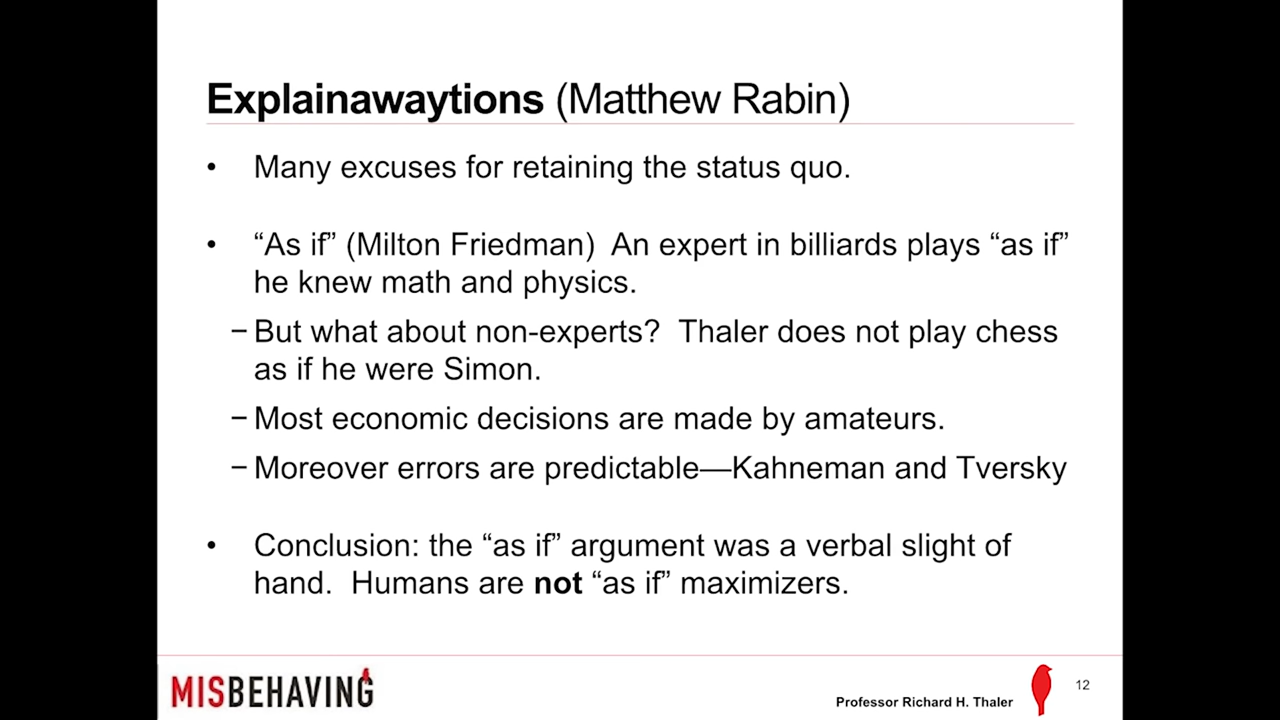 Explainawaytions (Matthew Rabin)
• Many excuses for retaining the status quo.
• “As if” (Milton Friedman)  An expert in billiards plays “as if”
he knew math and physics.
– But what about non-experts?  Thaler does not play chess
as if he were Simon.
– Most economic decisions are made by amateurs.
– Moreover errors are predictable—Kahneman and Tversky
• Conclusion: the “as if” argument was a verbal slight of
hand.  Humans are not “as if” maximizers.
MISBEHAVING
Professor Richard H. Thaler
12